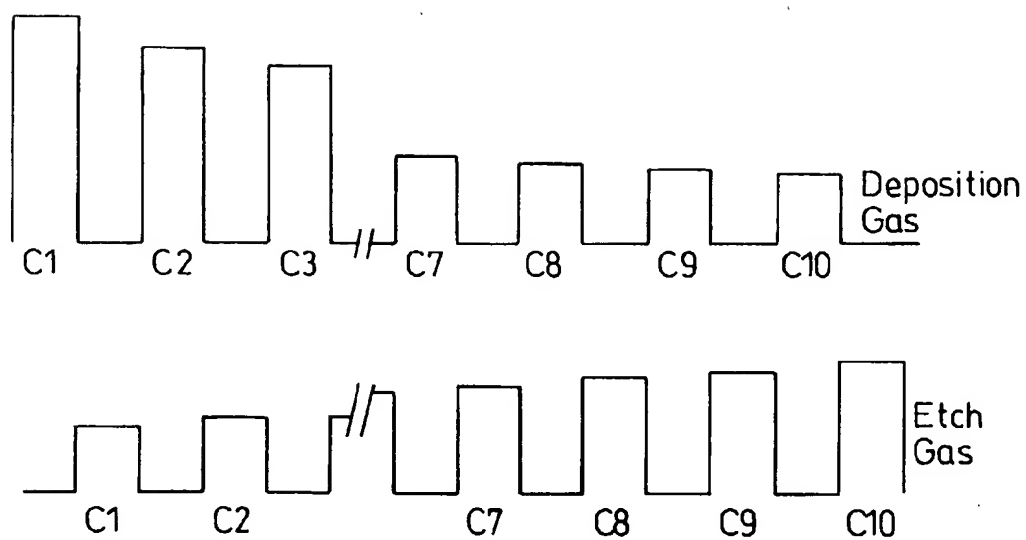 Deposition
Gas
C1 C2 C3 C7 C8 C9 C10
Etch
Gas
C1 C2 C7 C8 C9 C10